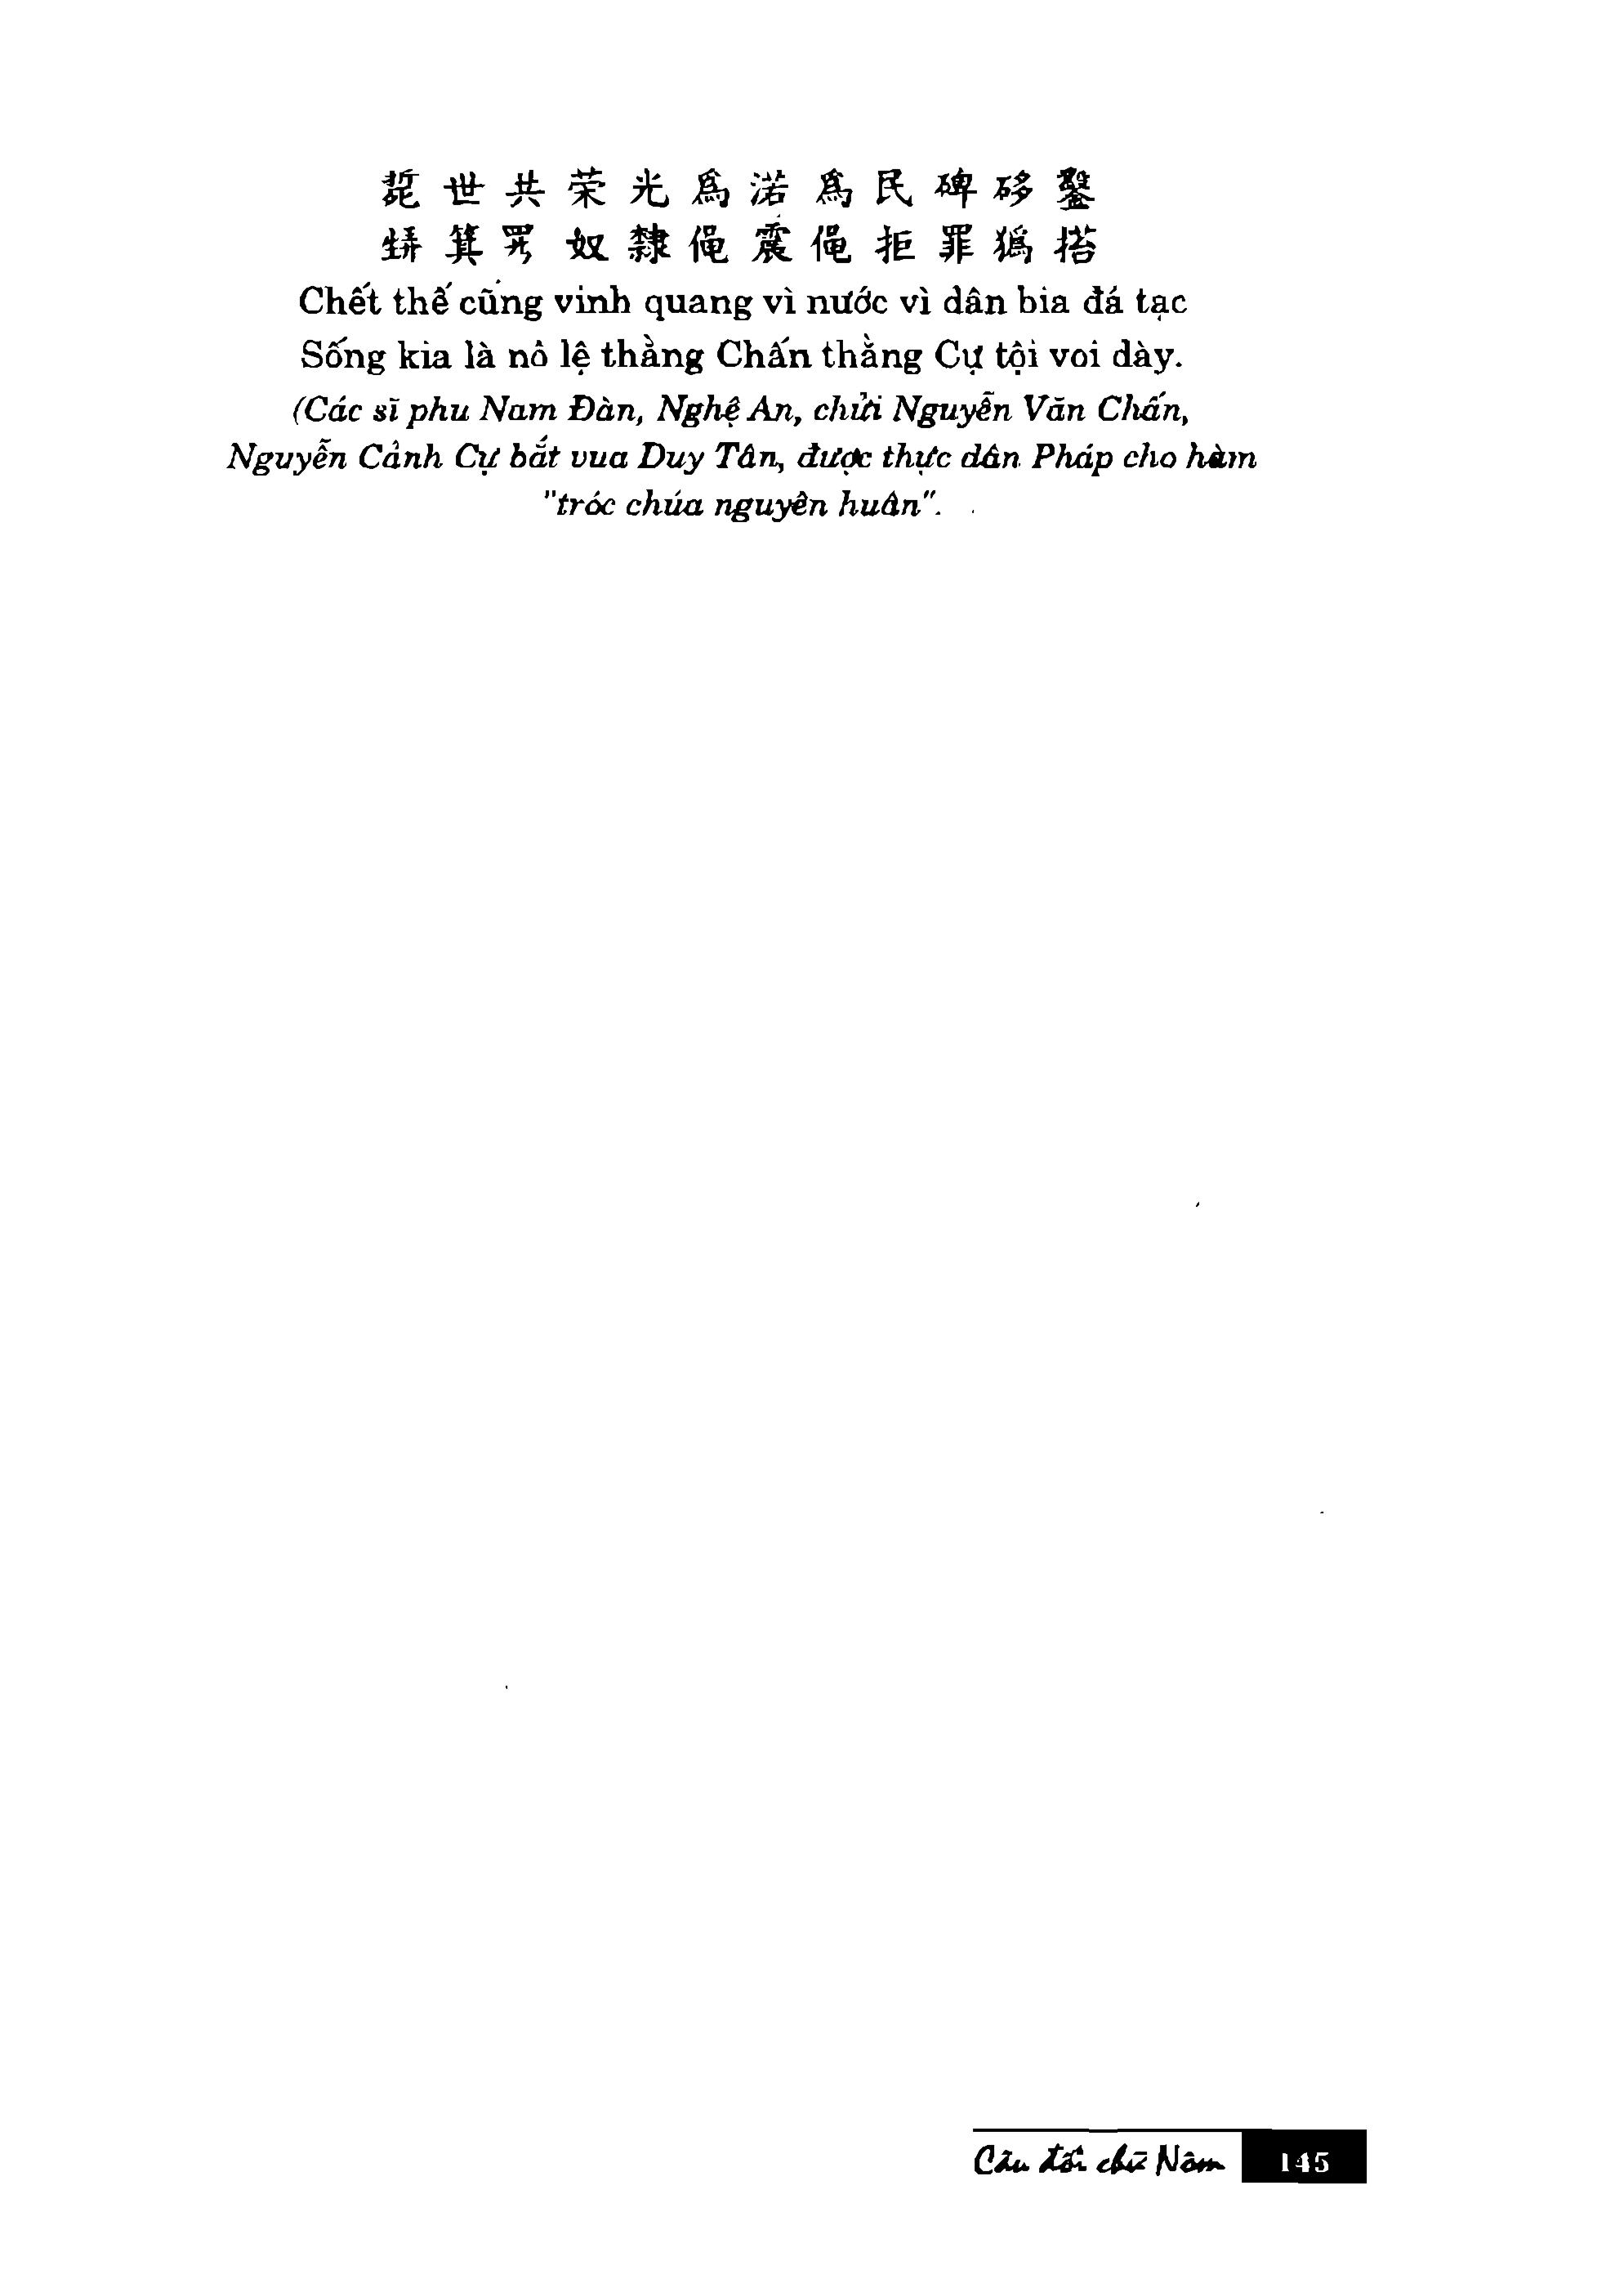 𣩂世共荣光爲渃爲民碑𥒥鑿
𤯩箕𱺵奴隸倘震倘拒罪㺔搭
Chết thế cũng vinh quang vì nước vì dân bia đá tạc
Sống kia là nô lệ thằng Chấn thằng Cự tội voi dày.
(Các sĩ phu Nam Đàn, Nghệ An, chửi Nguyễn Văn Chấn,
Nguyễn Cảnh Cự bắt vua Duy Tân, được thực dân Pháp cho hàm
"tróc chúa nguyên huân".
Câu đối chữ Nôm 145